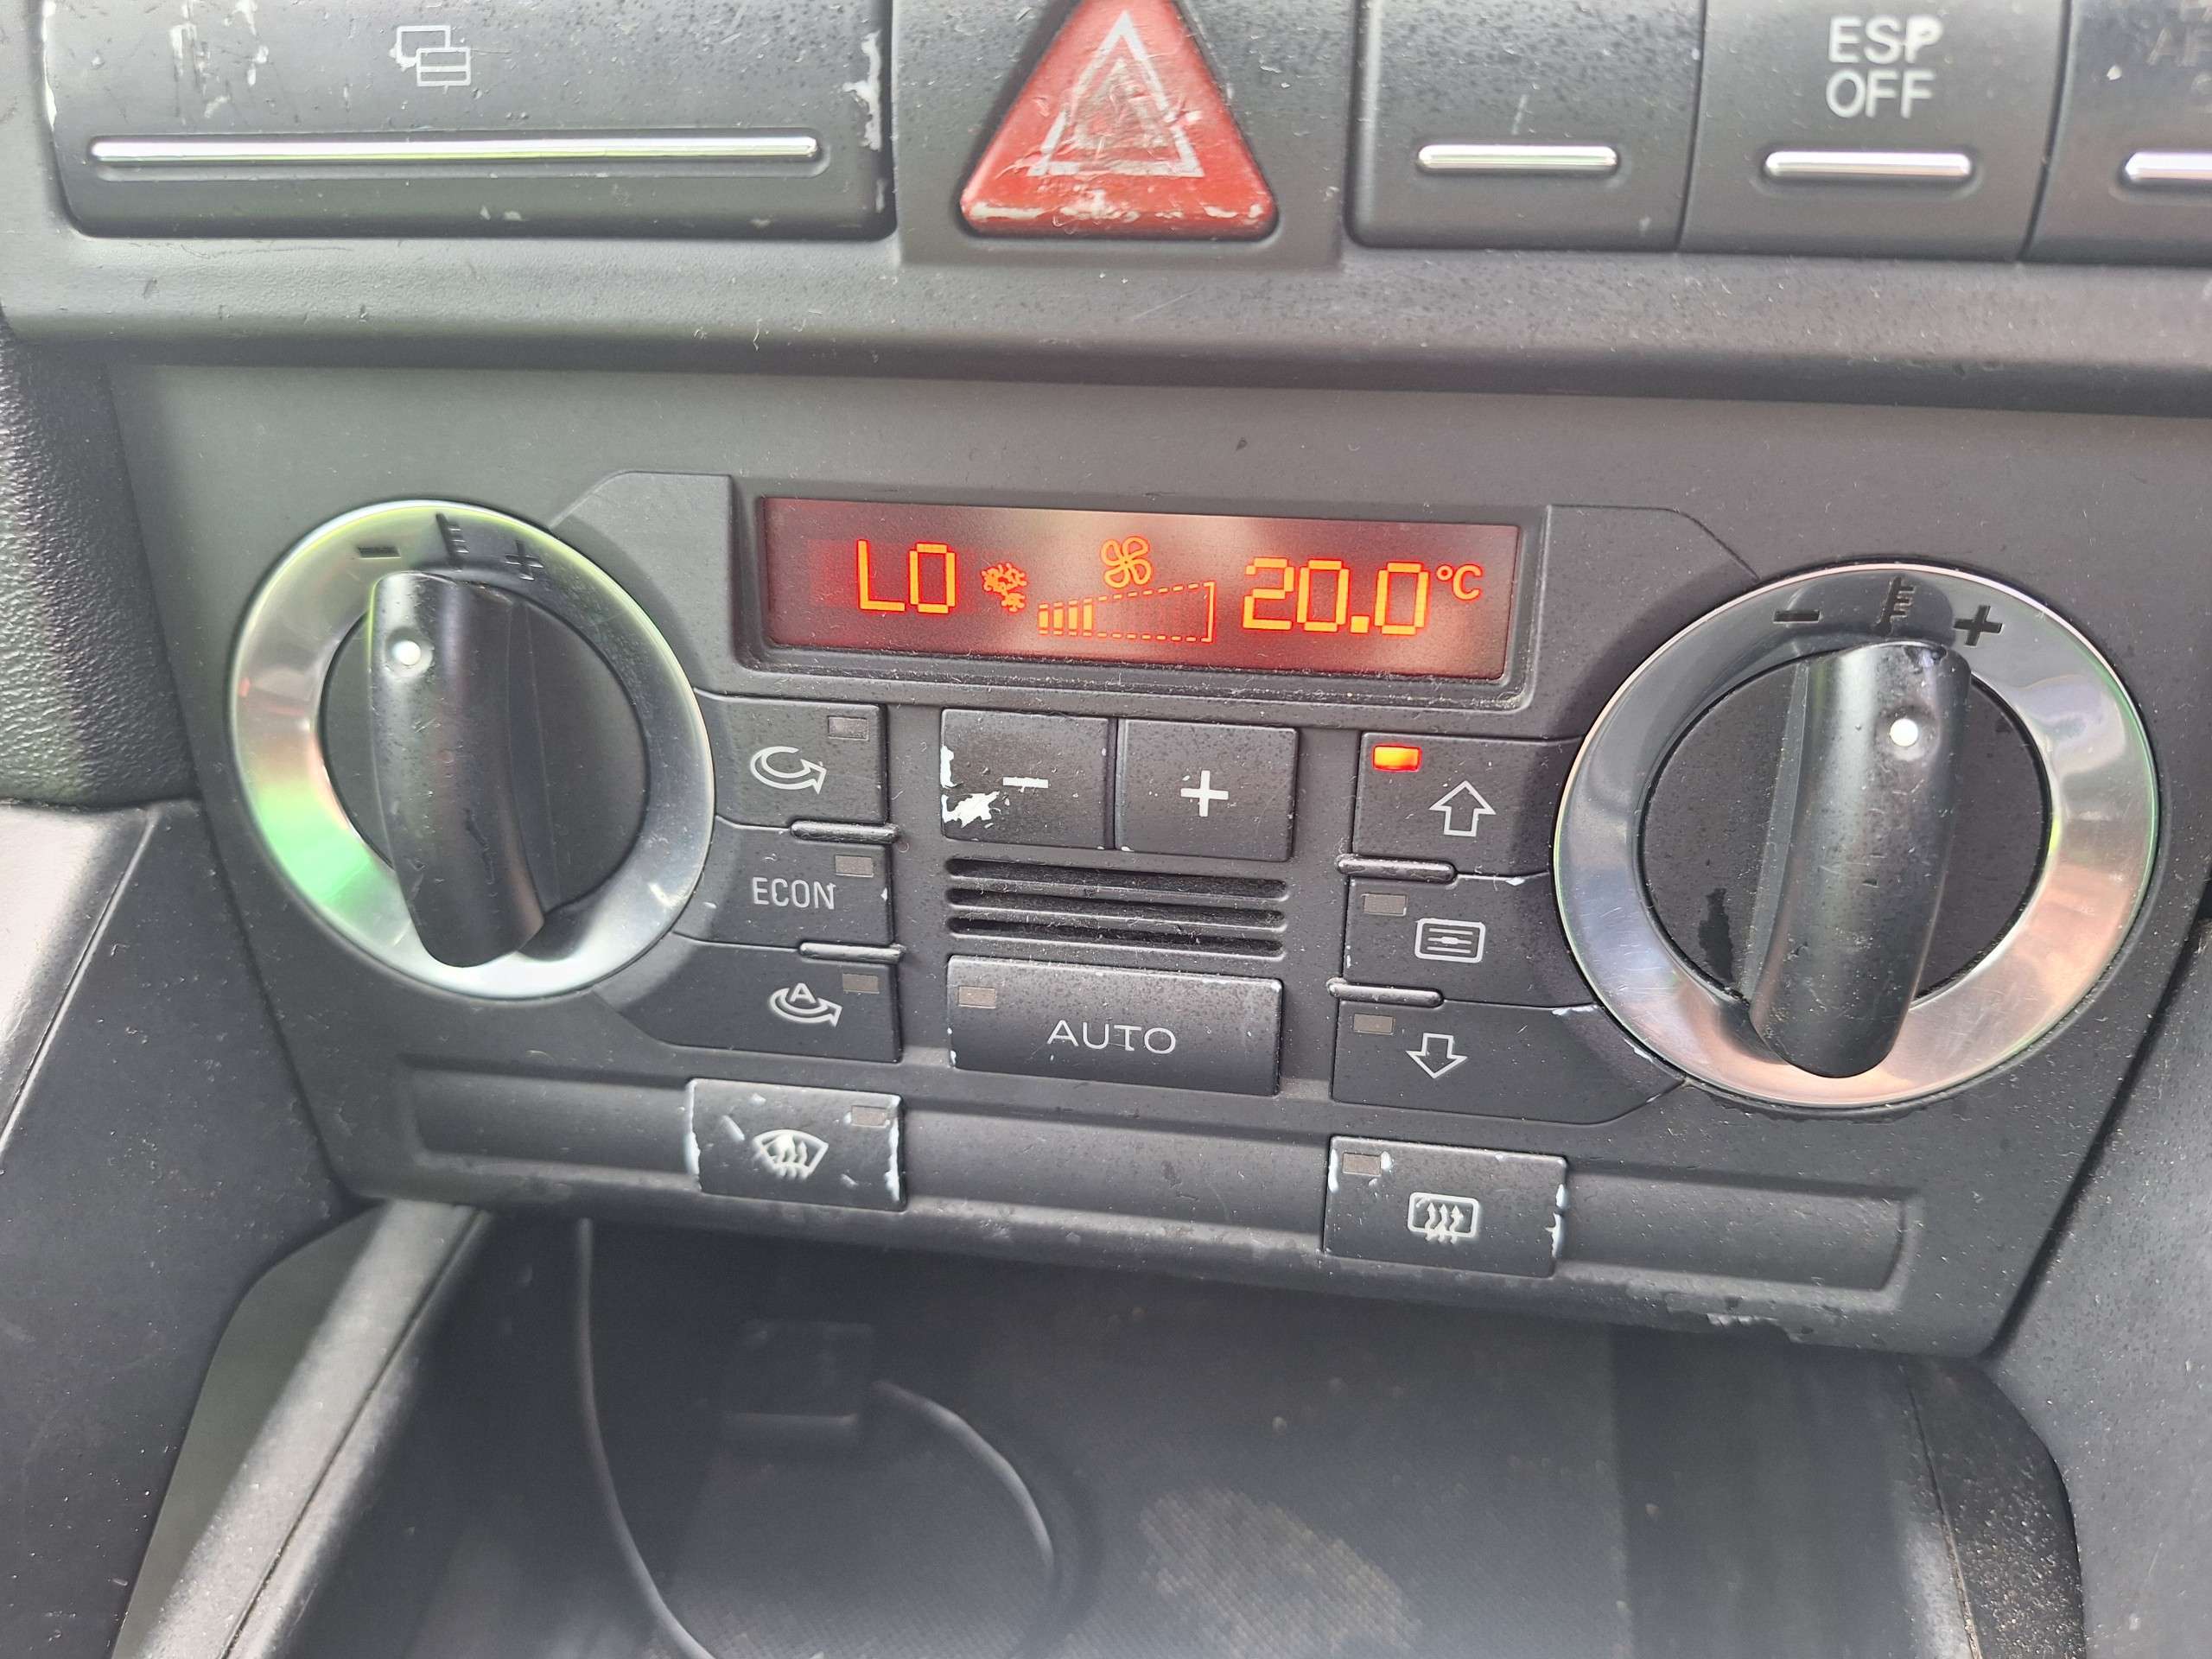 ESP
OFF
LO
20.0°C
-
+
-
+
-
+
ECON
A
AUTO